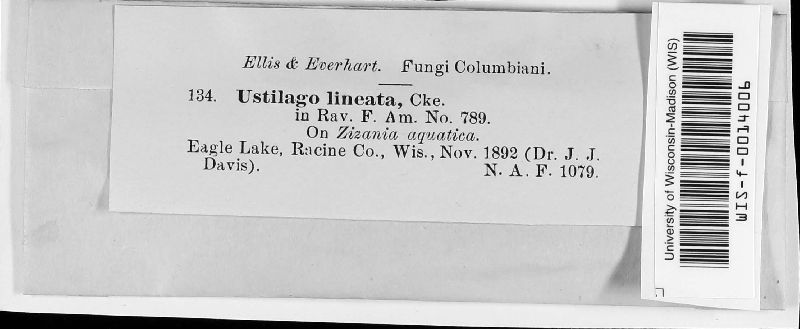 Ellis & Everhart. Fungi Columbiani.
134. Ustilago lineata, Cke.
in Rav. F. Am. No. 789.
On Zizania aquatica.
Eagle Lake, Racine Co., Wis., Nov. 1892 (Dr. J. J.
Davis). N. A. F. 1079.
University of Wisconsin-Madison (WIS)
WIS-f-0014006